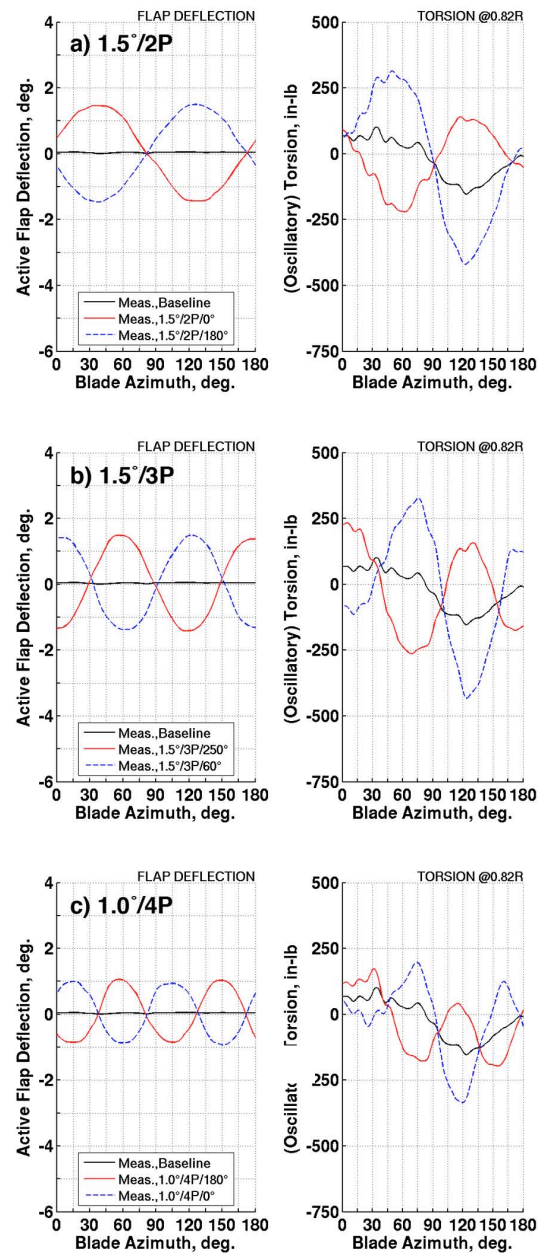 FLAP DEFLECTION
TORSION @0.82R
a) 1.5°/2P
4
2
0
-2
-4
-6
Active Flap Deflection, deg.
Meas.,Baseline
Meas.,1.5°/2P/0°
Meas.,1.5°/2P/180°
0 30 60 90 120 150 180
Blade Azimuth, deg.
500
250
0
-250
-500
-750
(Oscillatory) Torsion, in-lb
0 30 60 90 120 150 180
Blade Azimuth, deg.
FLAP DEFLECTION
TORSION @0.82R
b) 1.5°/3P
4
2
0
-2
-4
-6
Active Flap Deflection, deg.
Meas.,Baseline
Meas.,1.5°/3P/250°
Meas.,1.5°/3P/60°
0 30 60 90 120 150 180
Blade Azimuth, deg.
500
250
0
-250
-500
-750
(Oscillatory) Torsion, in-lb
0 30 60 90 120 150 180
Blade Azimuth, deg.
FLAP DEFLECTION
TORSION @0.82R
c) 1.0°/4P
4
2
0
-2
-4
-6
Active Flap Deflection, deg.
Meas.,Baseline
Meas.,1.0°/4P/180°
Meas.,1.0°/4P/0°
0 30 60 90 120 150 180
Blade Azimuth, deg.
500
250
0
250
-500
-750
(Oscillato Torsion, in-lb
0 30 60 90 120 150 180
Blade Azimuth, deg.